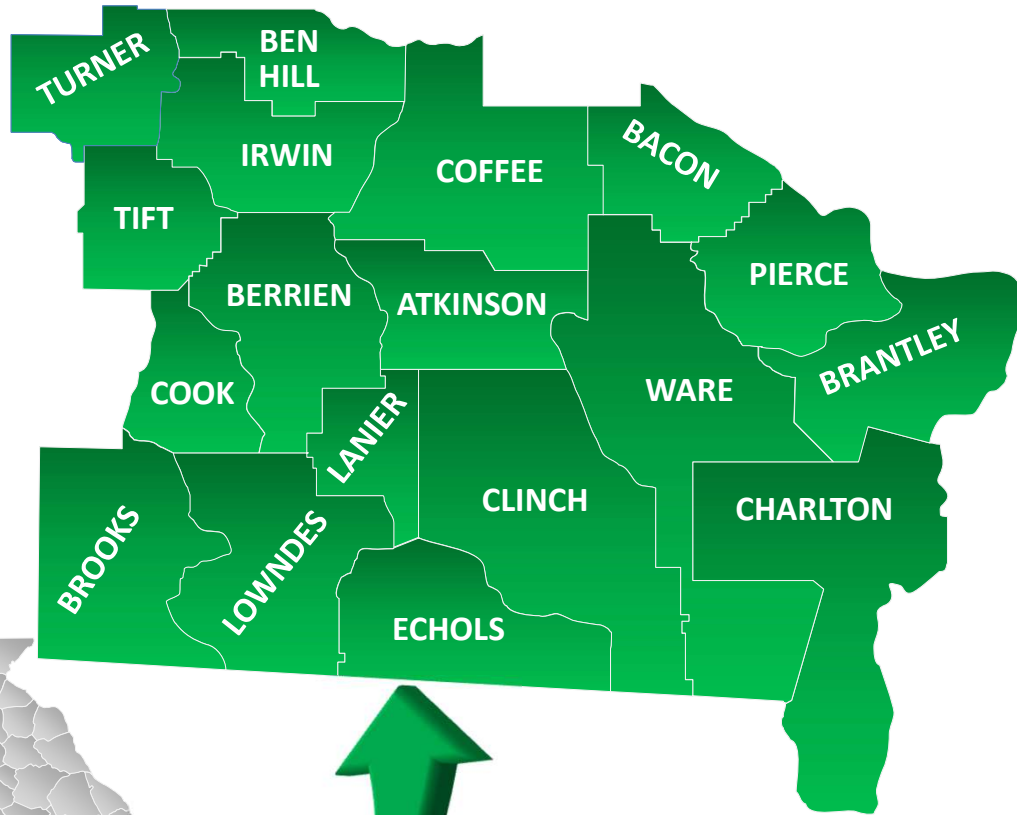 TURNER
BEN
HILL
IRWIN
COFFEE
BACON
TIFT
PIERCE
BERRIEN
ATKINSON
BRANTLEY
COOK
LANIER
WARE
CLINCH
CHARLTON
BROOKS
LOWNDES
ECHOLS